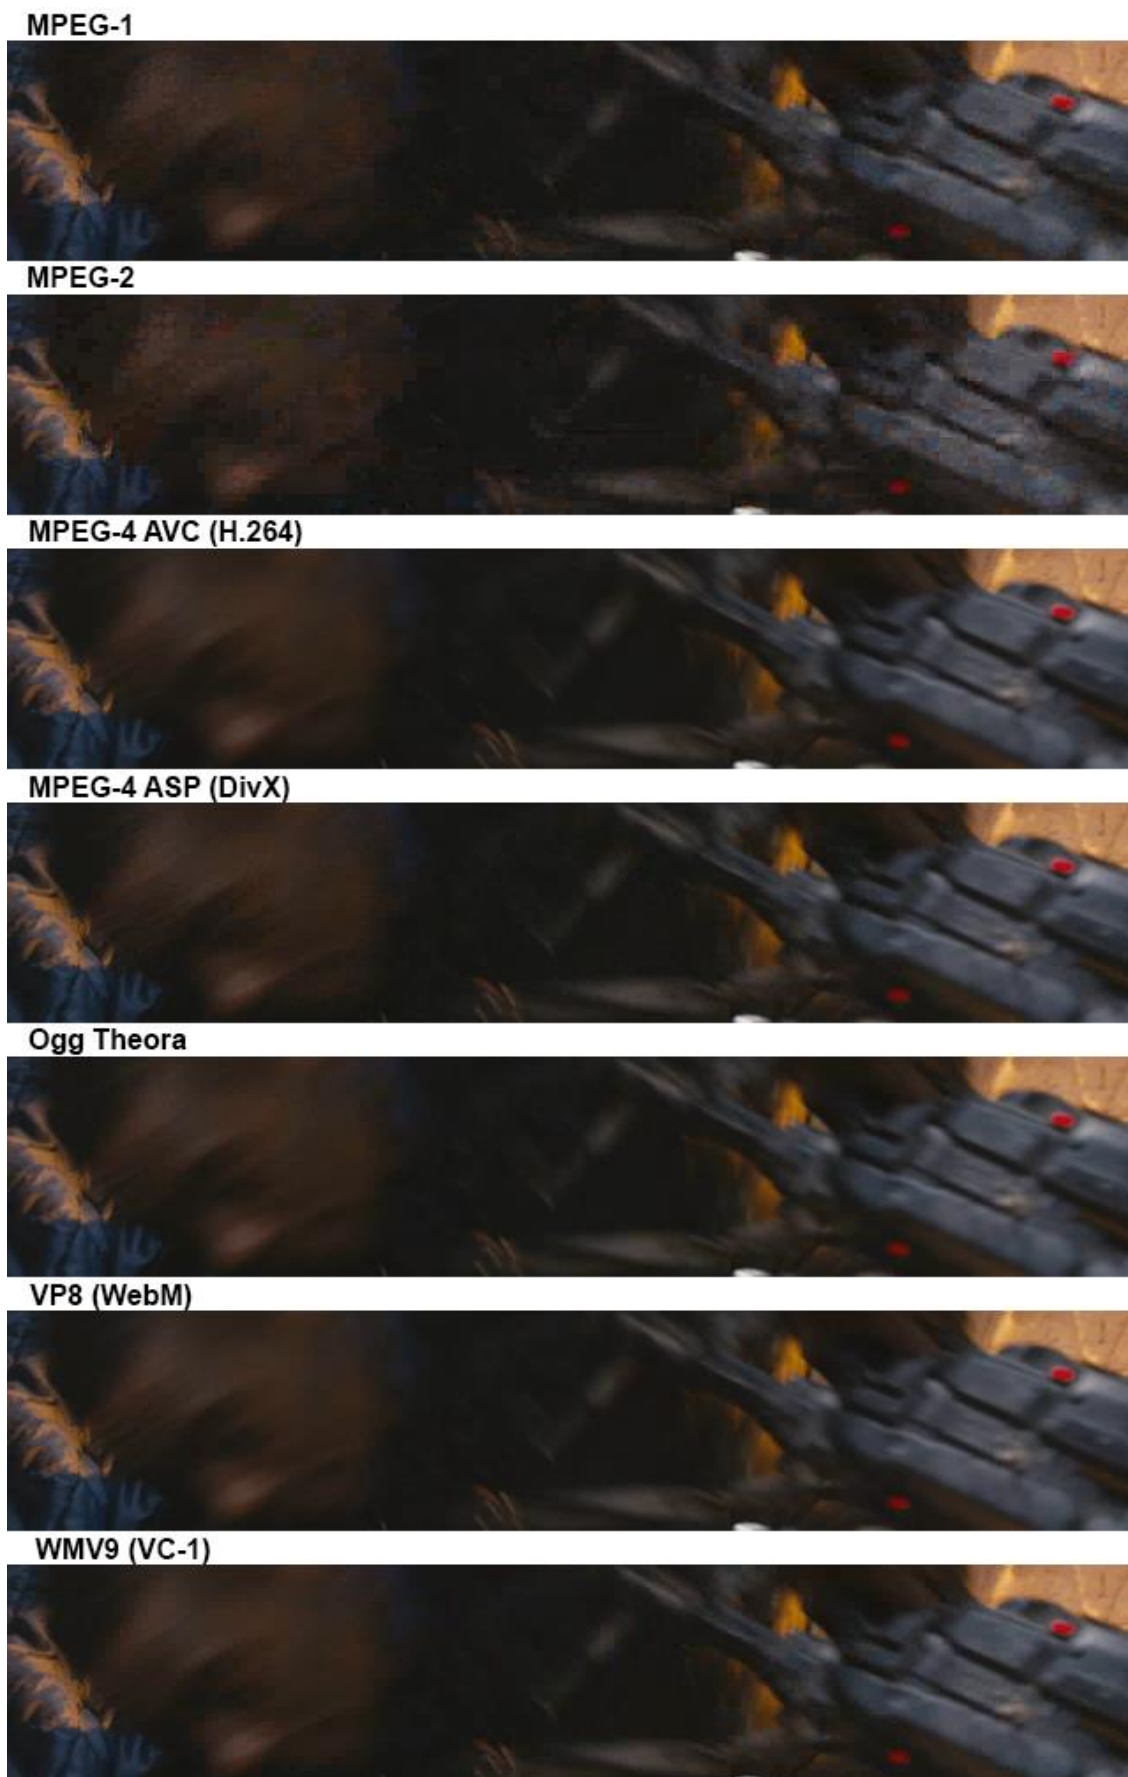 MPEG-1
MPEG-2
MPEG-4 AVC (H.264)
MPEG-4 ASP (DivX)
Ogg Theora
VP8 (WebM)
WMV9 (VC-1)